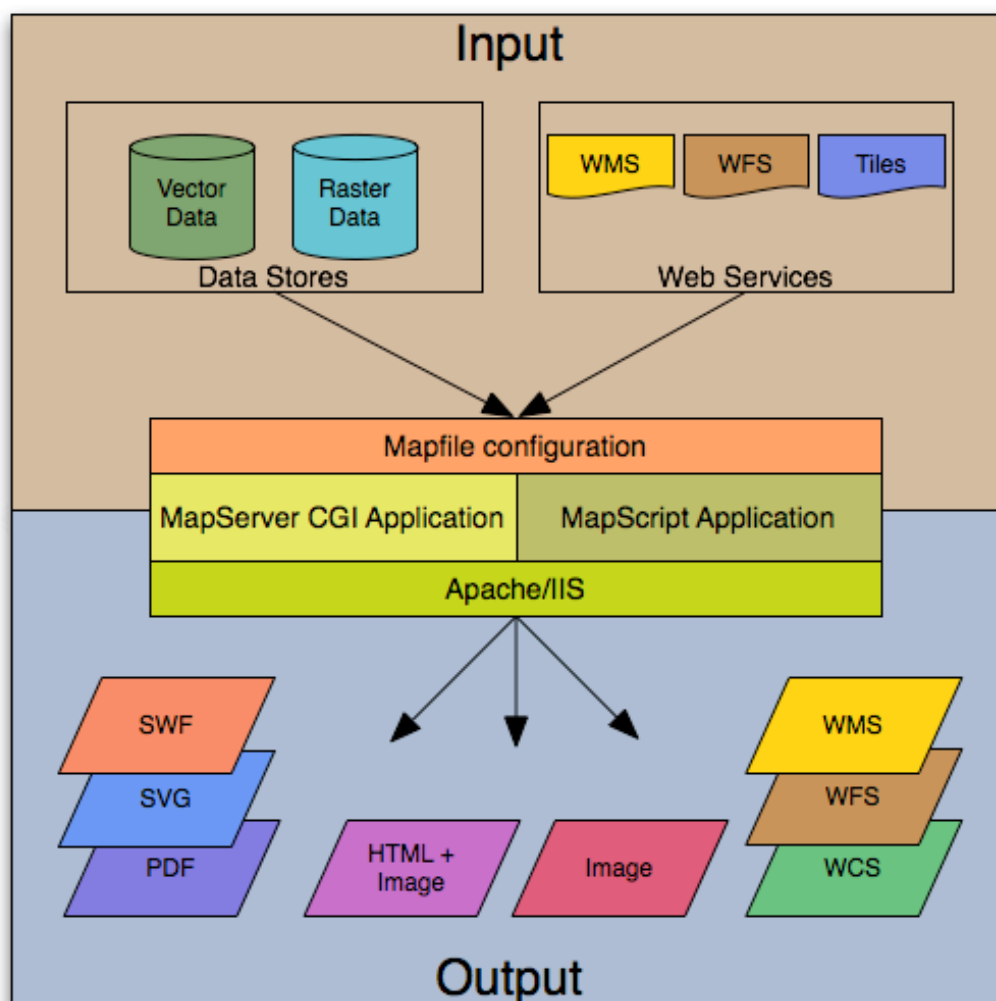 Input
Vector
Data
Raster
Data
Data Stores
WMS
WFS
Tiles
Web Services
Mapfile configuration
MapServer CGI Application
MapScript Application
Apache/IIS
SWF
SVG
PDF
HTML +
Image
Image
WMS
WFS
WCS
Output